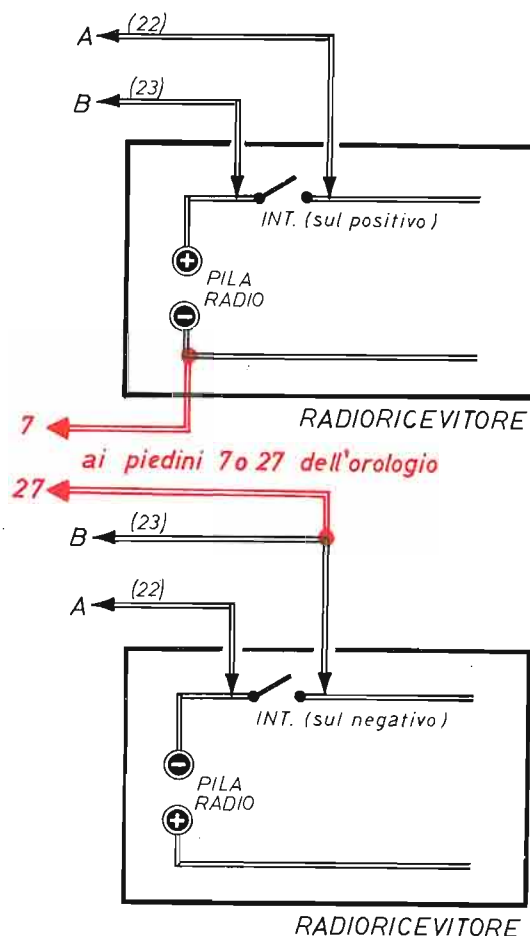 A (22)
B (23)
INT. (sul positivo)
+
PILA
RADIO
-
RADIORICEVITORE
7
ai piedini 7 o 27 dell'orologio
27
B (23)
A (22)
INT. (sul negativo)
-
PILA
RADIO
+
RADIORICEVITORE